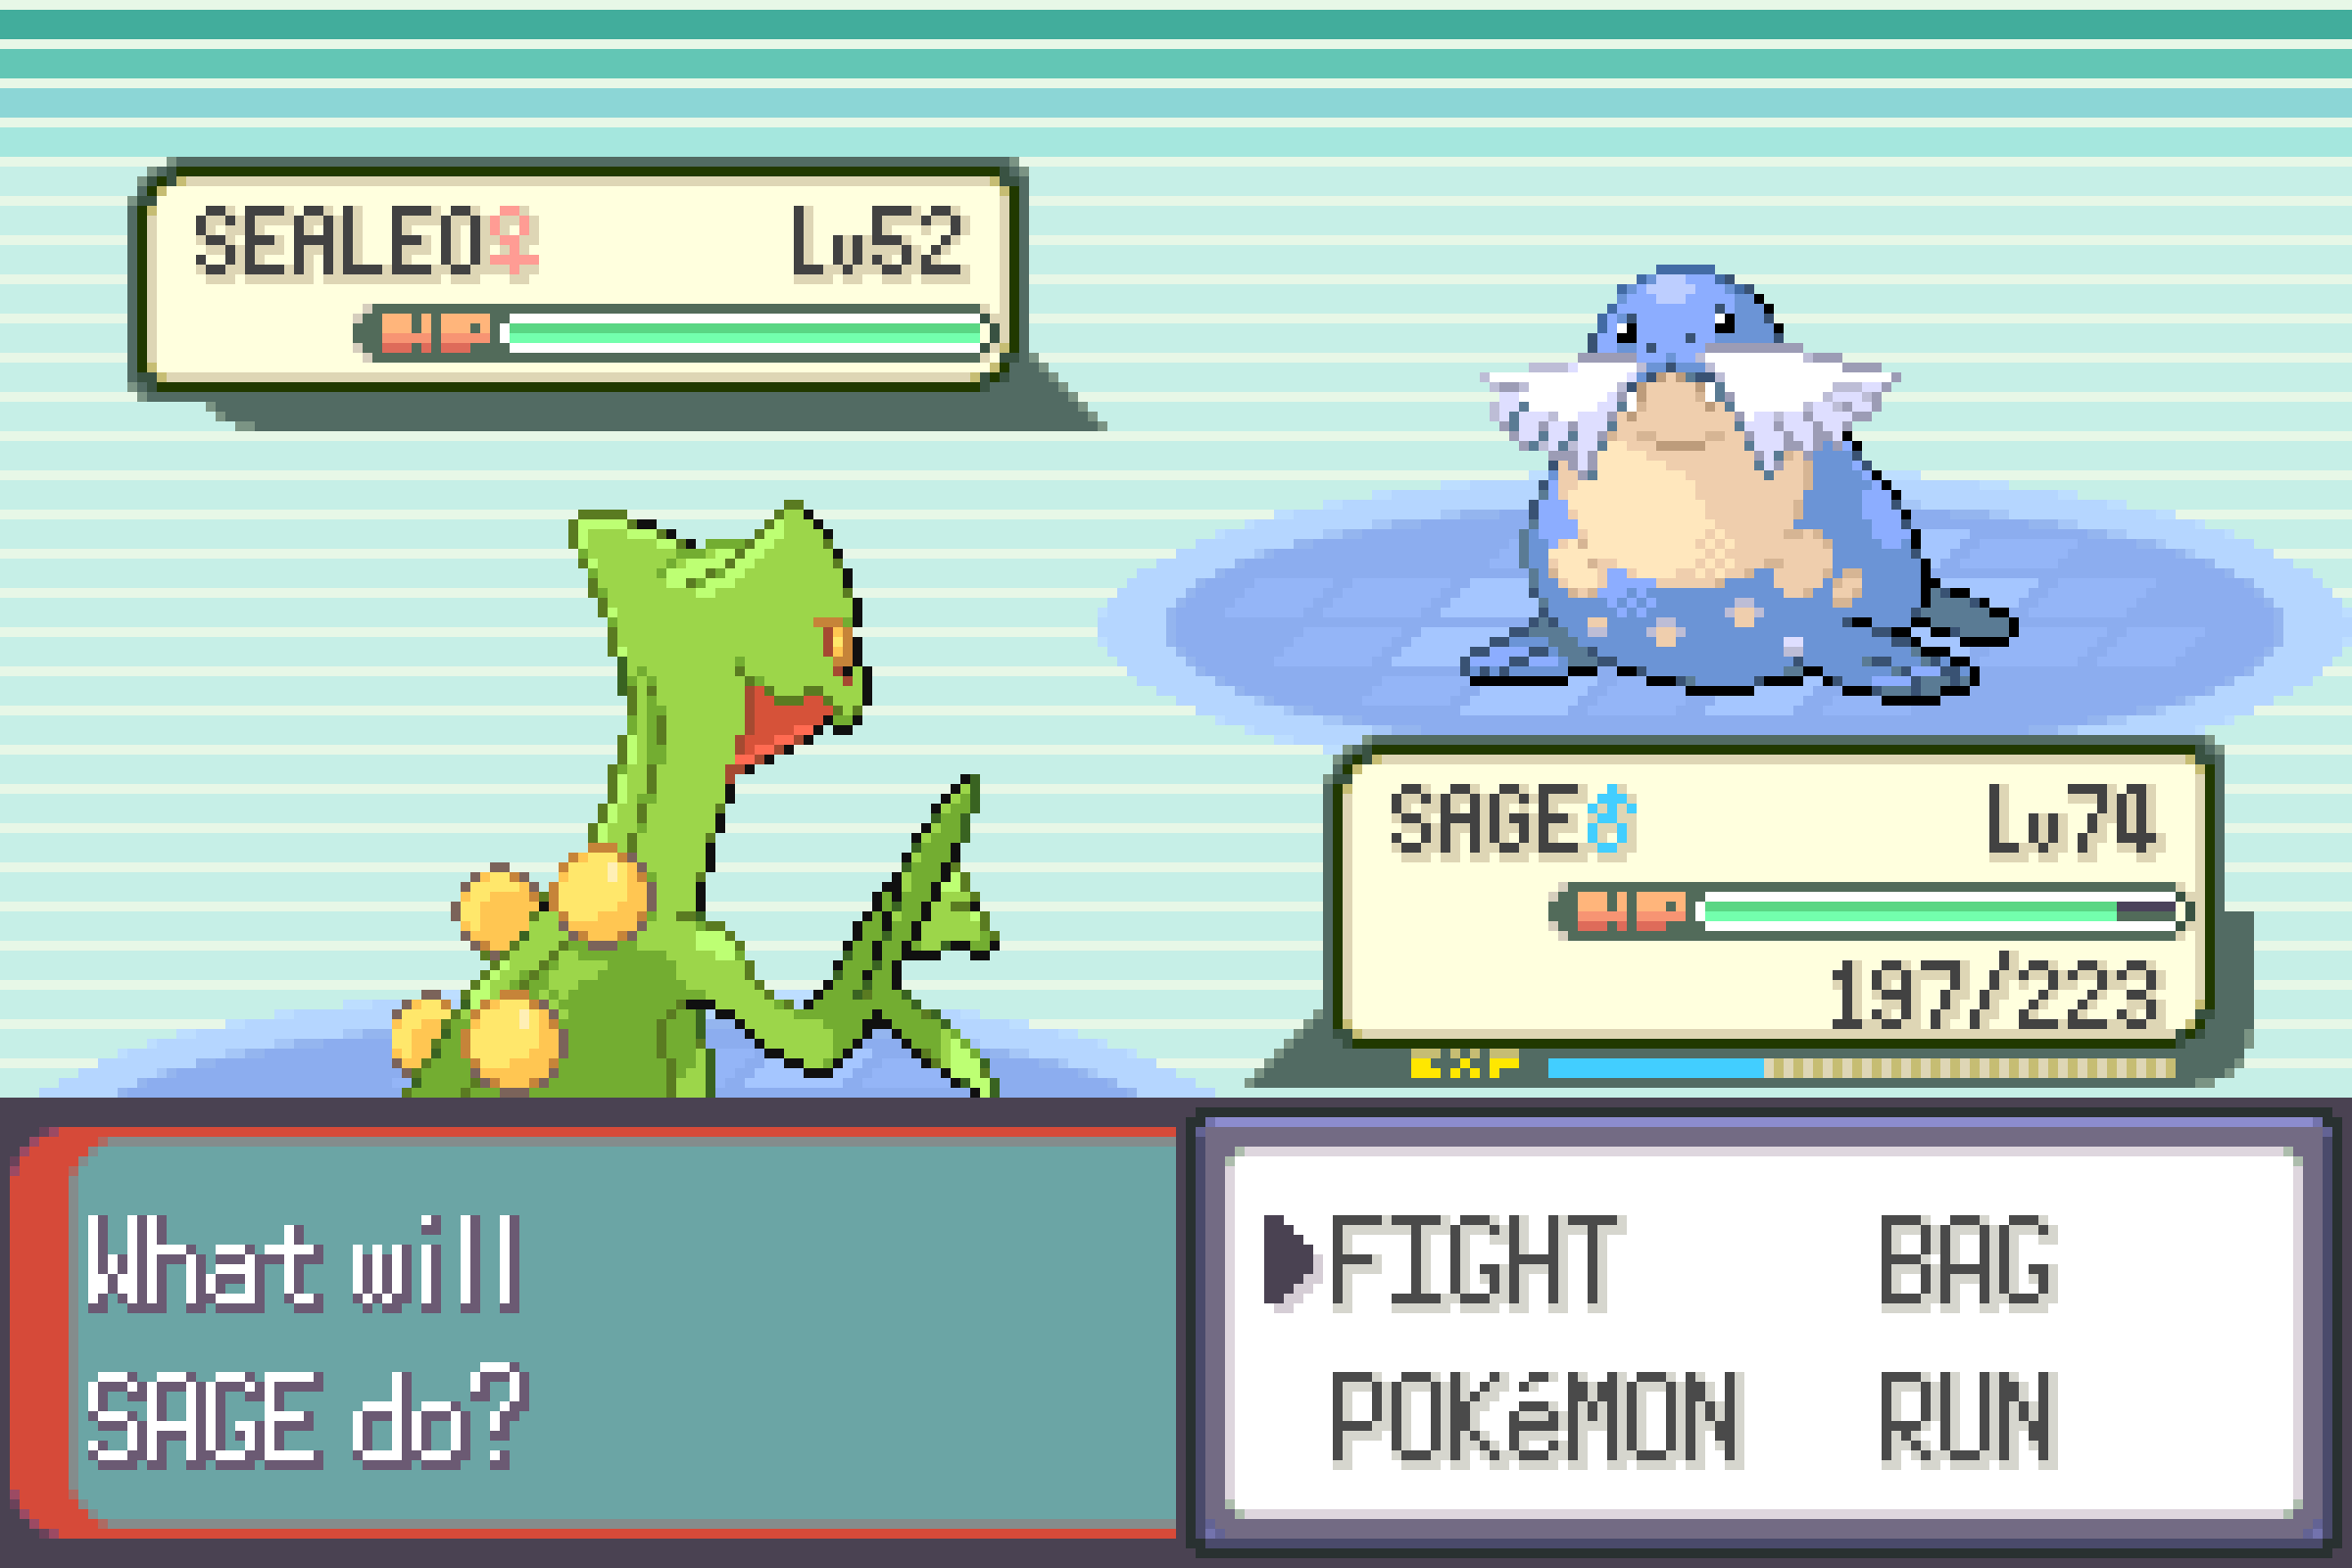 SEALEO♀ Lv52
HP
SAGE♂ Lv74
HP
197/223
EXP
What will
SAGE do?
FIGHT BAG
POKéMON RUN